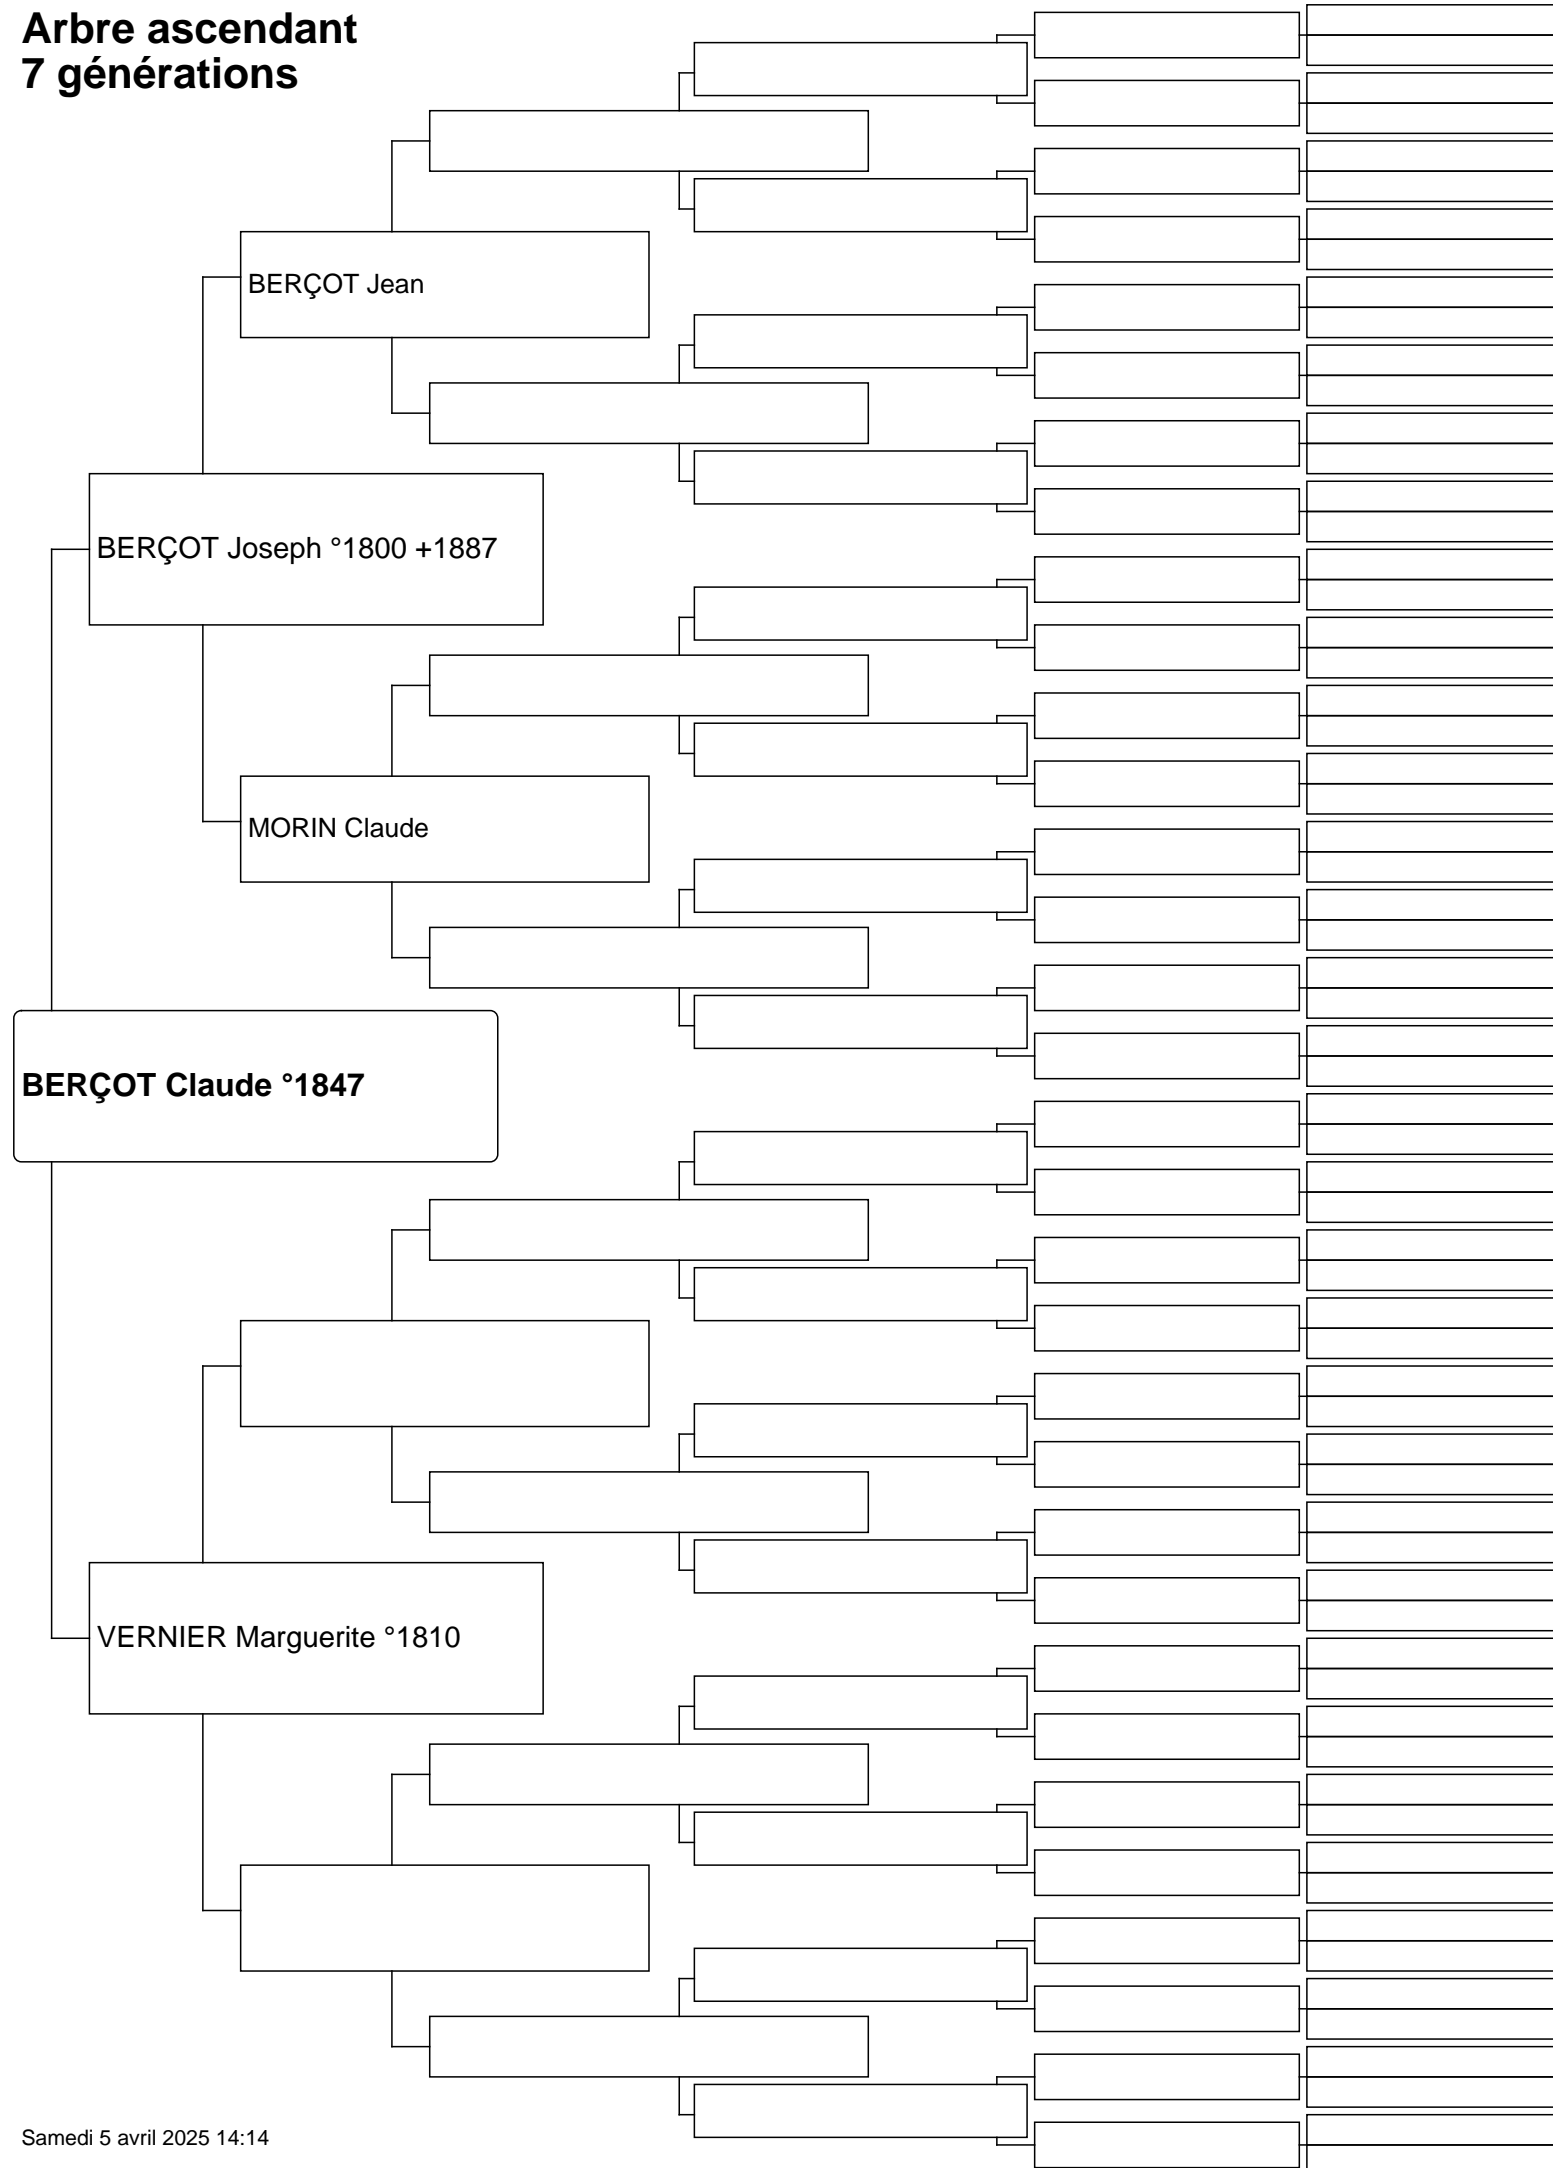 Arbre ascendant
7 générations
BERÇOT Jean
BERÇOT Joseph °1800 +1887
MORIN Claude
BERÇOT Claude °1847
VERNIER Marguerite °1810
Samedi 5 avril 2025 14:14